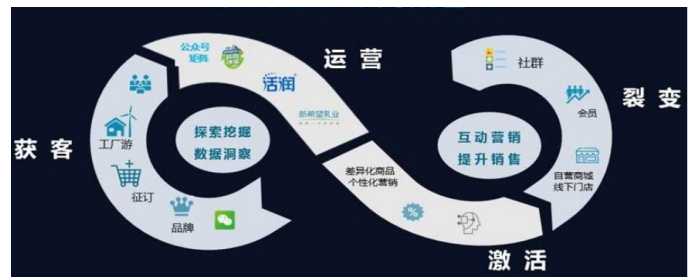 获客
工厂游
征订
品牌
探索挖掘
数据洞察
公众号
矩阵
活润
新希望乳业
运营
差异化商品
个性化营销
激活
互动营销
提升销售
社群
会员
自营商城
线下门店
裂变